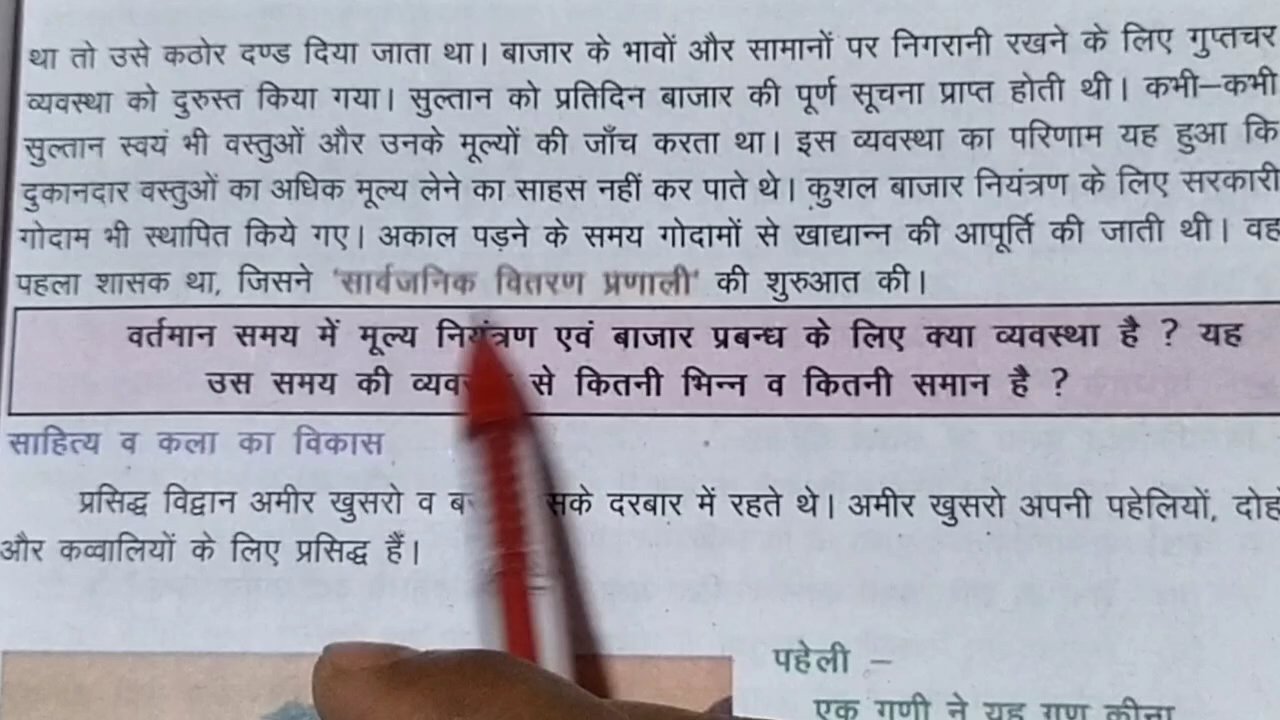 था तो उसे कठोर दण्ड दिया जाता था। बाजार के भावों और सामानों पर निगरानी रखने के लिए गुप्तचर
व्यवस्था को दुरुस्त किया गया। सुल्तान को प्रतिदिन बाजार की पूर्ण सूचना प्राप्त होती थी। कभी–कभी
सुल्तान स्वयं भी वस्तुओं और उनके मूल्यों की जाँच करता था। इस व्यवस्था का परिणाम यह हुआ कि
दुकानदार वस्तुओं का अधिक मूल्य लेने का साहस नहीं कर पाते थे। कुशल बाजार नियंत्रण के लिए सरकारी
गोदाम भी स्थापित किये गए। अकाल पड़ने के समय गोदामों से खाद्यान्न की आपूर्ति की जाती थी। वह
पहला शासक था, जिसने 'सार्वजनिक वितरण प्रणाली' की शुरुआत की।
वर्तमान समय में मूल्य नियंत्रण एवं बाजार प्रबन्ध के लिए क्या व्यवस्था है ? यह
उस समय की से कितनी भिन्न व कितनी समान है ?
साहित्य व कला का विकास
प्रसिद्ध विद्वान अमीर खुसरो व दरबार में रहते थे। अमीर खुसरो अपनी पहेलियों,
और कव्वालियों के लिए प्रसिद्ध हैं।
पहेली –
एक गुणी ने यह गुण कीना